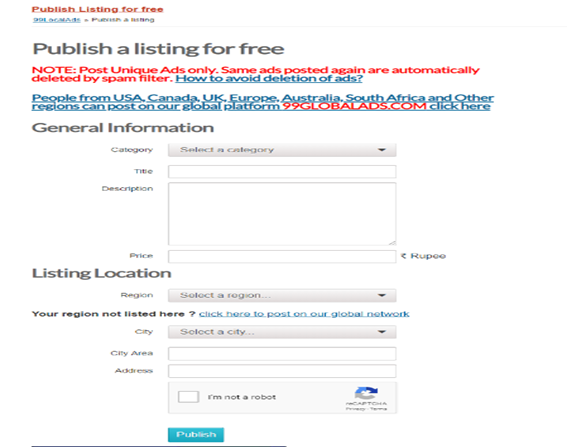 Publish Listing for free
99LocalAds » Publish a listing
Publish a listing for free
NOTE: Post Unique Ads only. Same ads posted again are automatically
deleted by spam filter. How to avoid deletion of ads?
People from USA, Canada, UK, Europe, Australia, South Africa and Other
regions can post on our global platform 99GLOBALADS.COM click here
General Information
Category Select a category
Title
Description
Price ₹ Rupee
Listing Location
Region Select a region...
Your region not listed here ? click here to post on our global network
City Select a city...
City Area
Address
I'm not a robot
reCAPTCHA
Privacy - Terms
Publish